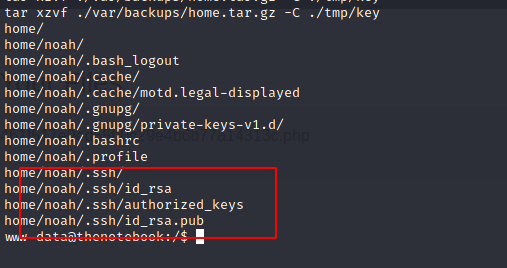 tar xzvf ./var/backups/home.tar.gz -C ./tmp/key
home/
home/noah/
home/noah/.bash_logout
home/noah/.cache/
home/noah/.cache/motd.legal-displayed
home/noah/.gnupg/
home/noah/.gnupg/private-keys-v1.d/
home/noah/.bashrc
home/noah/.profile
home/noah/.ssh/
home/noah/.ssh/id_rsa
home/noah/.ssh/authorized_keys
home/noah/.ssh/id_rsa.pub
www-data@thenotebook:/$